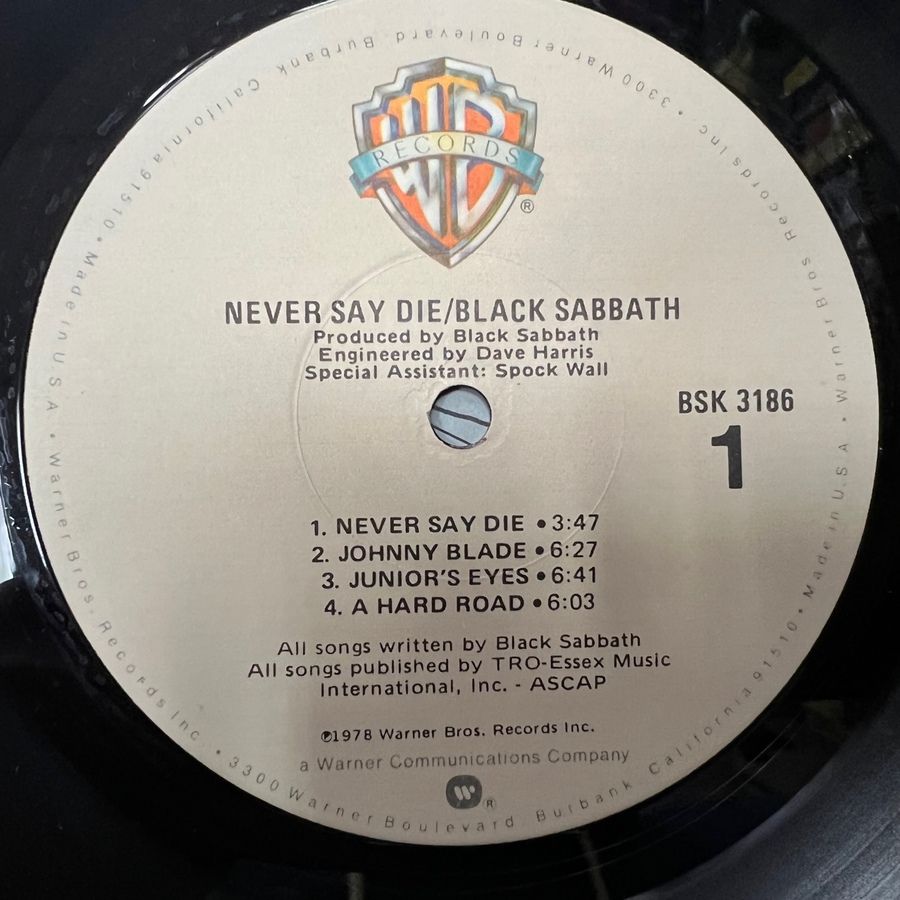 WB
RECORDS
®
NEVER SAY DIE/BLACK SABBATH
Produced by Black Sabbath
Engineered by Dave Harris
Special Assistant: Spock Wall
BSK 3186
1
1. NEVER SAY DIE • 3:47
2. JOHNNY BLADE • 6:27
3. JUNIOR'S EYES • 6:41
4. A HARD ROAD • 6:03
All songs written by Black Sabbath
All songs published by TRO-Essex Music
International, Inc. - ASCAP
℗1978 Warner Bros. Records Inc.
a Warner Communications Company
W ®
Warner Bros. Records Inc. • 3300 Warner Boulevard, Burbank, California 91510 • Made in U.S.A. • Warner Bros. Records Inc. • 3300 Warner Boulevard, Burbank, California 91510 • Made in U.S.A. •